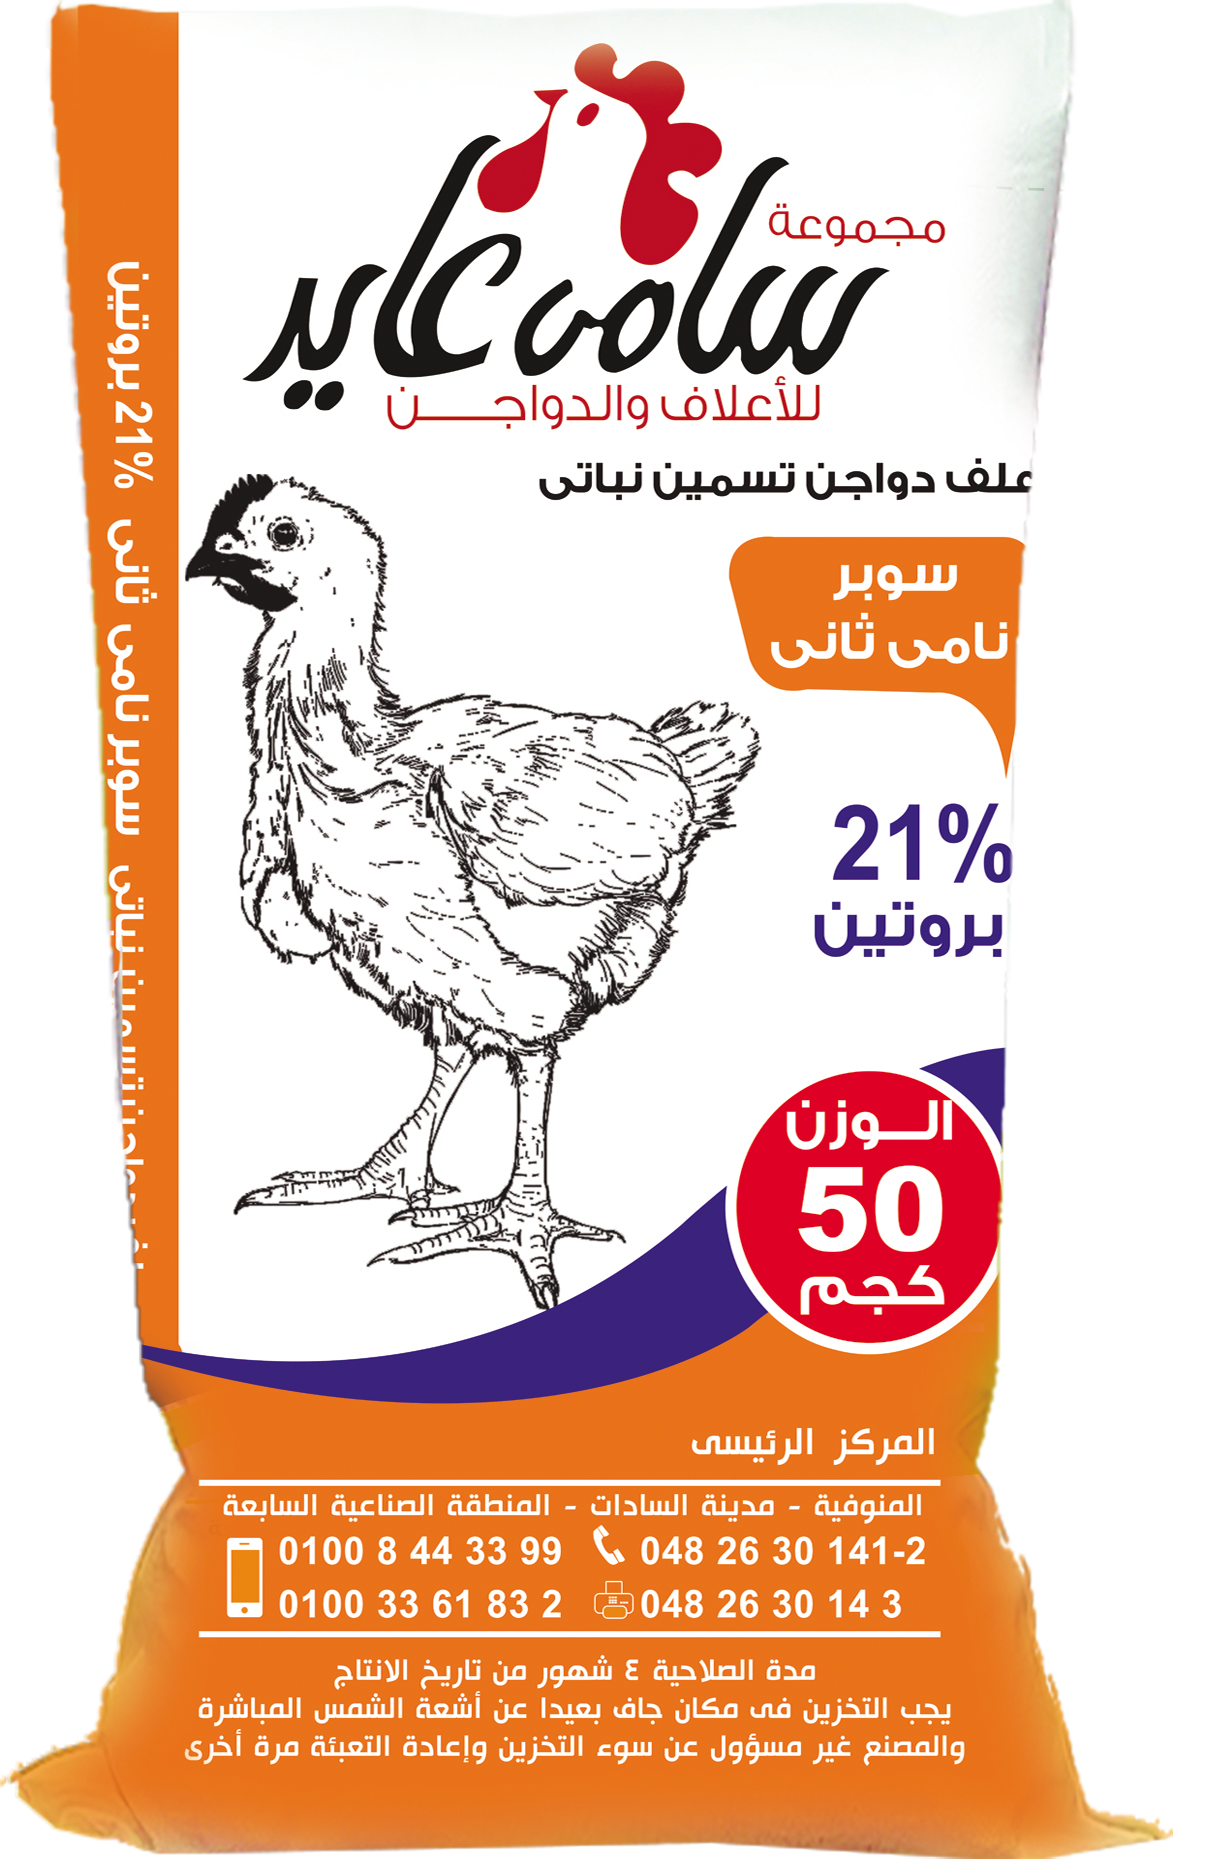 مجموعة
سامى عايد
للأعلاف والدواجن
علف دواجن تسمين نباتى
سوبر
نامى ثانى
21%
بروتين
الوزن
50
كجم
المركز الرئيسى
المنوفية - مدينة السادات - المنطقة الصناعية السابعة
0100 8 44 33 99 048 26 30 141-2
0100 33 61 83 2 048 26 30 14 3
مدة الصلاحية ٤ شهور من تاريخ الانتاج
يجب التخزين فى مكان جاف بعيدا عن أشعة الشمس المباشرة
والمصنع غير مسؤول عن سوء التخزين وإعادة التعبئة مرة أخرى
تسمين نباتى سوبر نامى ثانى 21% بروتين